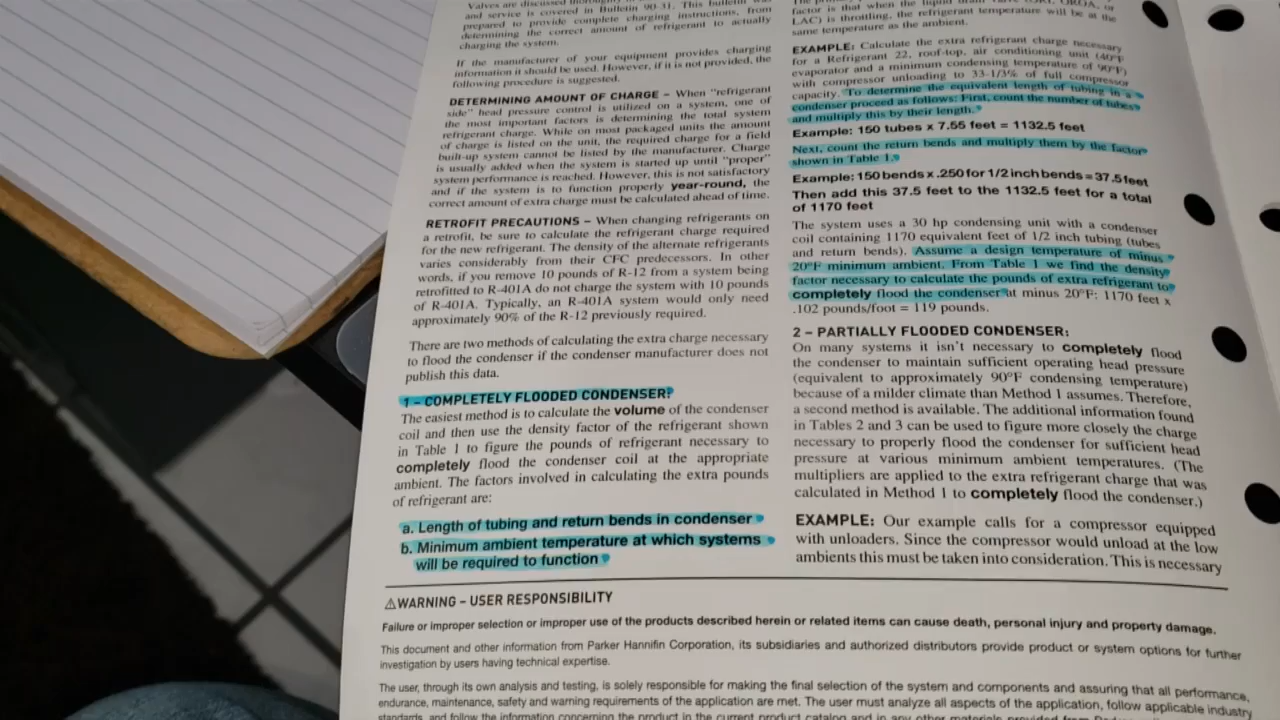 Valves are discussed thoroughly in Bulletin 90-31. This bulletin was
and service is covered in Bulletin 90-31. This bulletin
prepared to provide complete charging instructions, from
determining the correct amount of refrigerant to actually
charging the system.
If the manufacturer of your equipment provides charging
information it should be used. However, if it is not provided, the
following procedure is suggested.
DETERMINING AMOUNT OF CHARGE – When "refrigerant
side" head pressure control is utilized on a system, one of
the most important factors is determining the total system
refrigerant charge. While on most packaged units the amount
of charge is listed on the unit, the required charge for a field
built-up system cannot be listed by the manufacturer. Charge
is usually added when the system is started up until "proper"
system performance is reached. However, this is not satisfactory
and if the system is to function properly year-round, the
correct amount of extra charge must be calculated ahead of time.
RETROFIT PRECAUTIONS – When changing refrigerants on
a retrofit, be sure to calculate the refrigerant charge required
for the new refrigerant. The density of the alternate refrigerants
varies considerably from their CFC predecessors. In other
words, if you remove 10 pounds of R-12 from a system being
retrofitted to R-401A do not charge the system with 10 pounds
of R-401A. Typically, an R-401A system would only need
approximately 90% of the R-12 previously required.
There are two methods of calculating the extra charge necessary
to flood the condenser if the condenser manufacturer does not
publish this data.
1 – COMPLETELY FLOODED CONDENSER:
The easiest method is to calculate the volume of the condenser
coil and then use the density factor of the refrigerant shown
in Table 1 to figure the pounds of refrigerant necessary to
completely flood the condenser coil at the appropriate
ambient. The factors involved in calculating the extra pounds
of refrigerant are:
a. Length of tubing and return bends in condenser
b. Minimum ambient temperature at which systems
will be required to function
factor is that when the liquid drain valve
LAC) is throttling, the refrigerant temperature will be at the
same temperature as the ambient.
EXAMPLE: Calculate the extra refrigerant charge necessary
for a Refrigerant 22, roof-top, air conditioning unit (40°F
evaporator and a minimum condensing temperature of 90°F)
with compressor unloading to 33-1/3% of full compressor
capacity. To determine the equivalent length of tubing in a
condenser proceed as follows: First, count the number of tubes
and multiply this by their length.
Example: 150 tubes x 7.55 feet = 1132.5 feet
Next, count the return bends and multiply them by the factor
shown in Table 1.
Example: 150 bends x .250 for 1/2 inch bends = 37.5 feet
Then add this 37.5 feet to the 1132.5 feet for a total
of 1170 feet
The system uses a 30 hp condensing unit with a condenser
coil containing 1170 equivalent feet of 1/2 inch tubing (tubes
and return bends). Assume a design temperature of minus
20°F minimum ambient. From Table 1 we find the density
factor necessary to calculate the pounds of extra refrigerant to
completely flood the condenser at minus 20°F: 1170 feet x
.102 pounds/foot = 119 pounds.
2 – PARTIALLY FLOODED CONDENSER:
On many systems it isn't necessary to completely flood
the condenser to maintain sufficient operating head pressure
(equivalent to approximately 90°F condensing temperature)
because of a milder climate than Method 1 assumes. Therefore,
a second method is available. The additional information found
in Tables 2 and 3 can be used to figure more closely the charge
necessary to properly flood the condenser for sufficient head
pressure at various minimum ambient temperatures. (The
multipliers are applied to the extra refrigerant charge that was
calculated in Method 1 to completely flood the condenser.)
EXAMPLE: Our example calls for a compressor equipped
with unloaders. Since the compressor would unload at the low
ambients this must be taken into consideration. This is necessary
⚠WARNING – USER RESPONSIBILITY
Failure or improper selection or improper use of the products described herein or related items can cause death, personal injury and property damage.
This document and other information from Parker Hannifin Corporation, its subsidiaries and authorized distributors provide product or system options for further
investigation by users having technical expertise.
The user, through its own analysis and testing, is solely responsible for making the final selection of the system and components and assuring that all performance,
endurance, maintenance, safety and warning requirements of the application are met. The user must analyze all aspects of the application, follow applicable industry
standards, and follow the information concerning the product in the current product catalog and in any other materials provided from